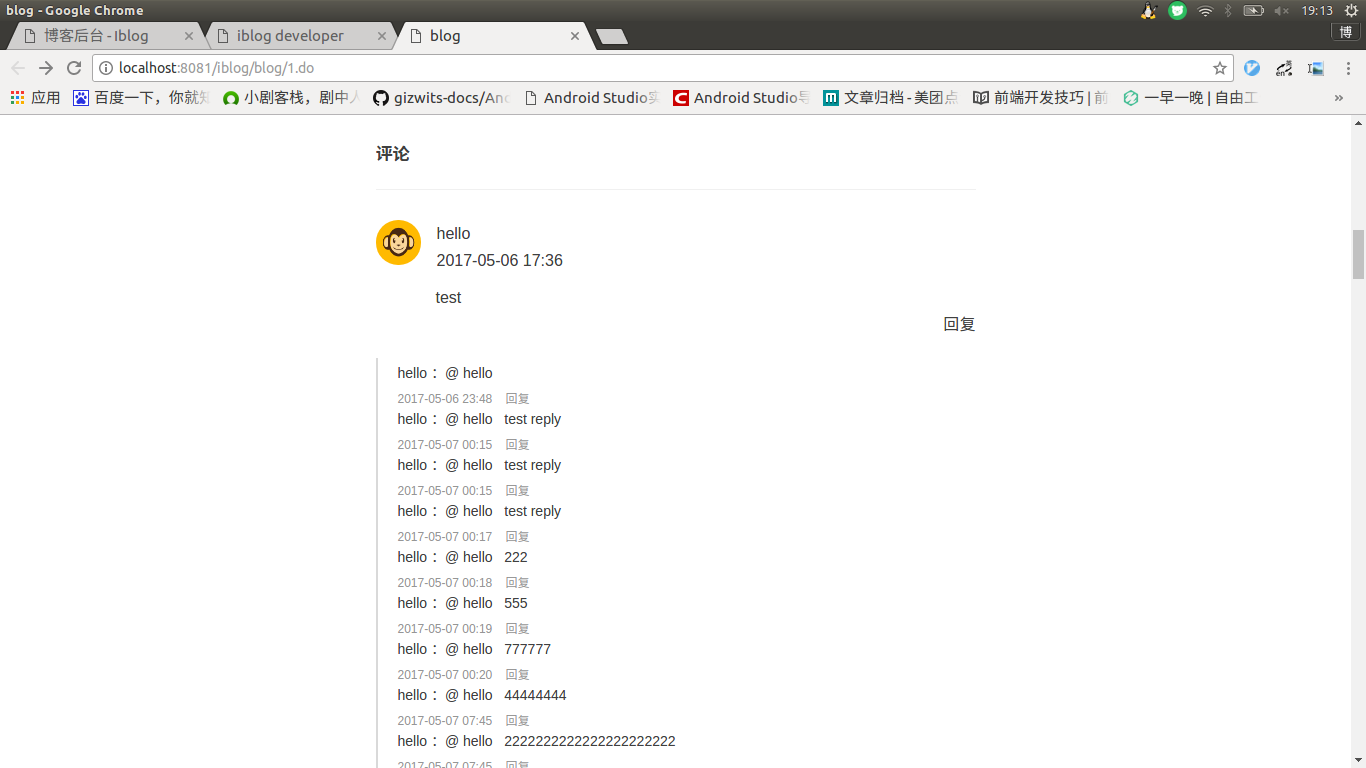 blog - Google Chrome
19:13
博客后台 - Iblog
iblog developer
blog
博
localhost:8081/iblog/blog/1.do
应用
百度一下，你就知
小剧客栈，剧中人
gizwits-docs/And
Android Studio实
Android Studio导
文章归档 - 美团点
前端开发技巧 | 前
一早一晚 | 自由工
»
评论
hello
2017-05-06 17:36
test
回复
hello： @ hello
2017-05-06 23:48 回复
hello： @ hello test reply
2017-05-07 00:15 回复
hello： @ hello test reply
2017-05-07 00:15 回复
hello： @ hello test reply
2017-05-07 00:17 回复
hello： @ hello 222
2017-05-07 00:18 回复
hello： @ hello 555
2017-05-07 00:19 回复
hello： @ hello 777777
2017-05-07 00:20 回复
hello： @ hello 44444444
2017-05-07 07:45 回复
hello： @ hello 2222222222222222222222
2017-05-07 07:45 回复